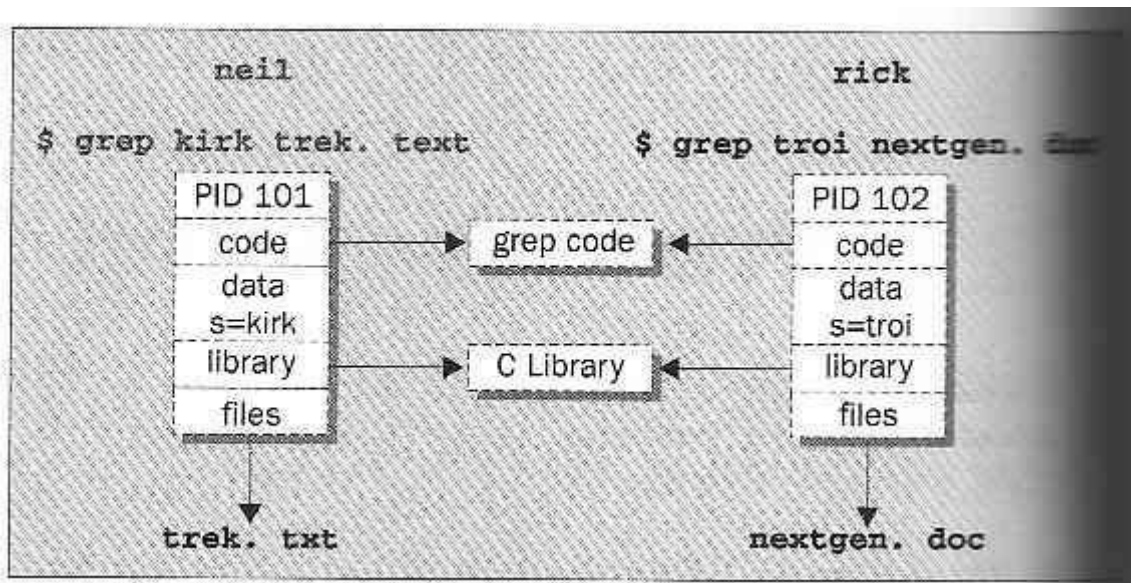 neil
rick
$ grep kirk trek. text
$ grep troi nextgen.
PID 101
code
data
s=kirk
library
files
grep code
C Library
PID 102
code
data
s=troi
library
files
trek. txt
nextgen. doc